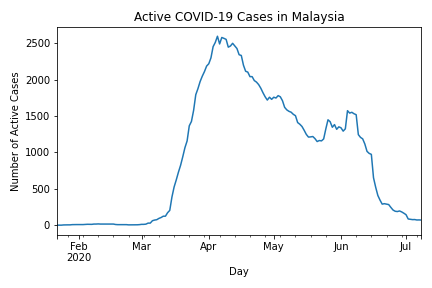 Active COVID-19 Cases in Malaysia
Number of Active Cases
2500
2000
1500
1000
500
0
Feb
2020
Mar
Apr
May
Jun
Jul
Day